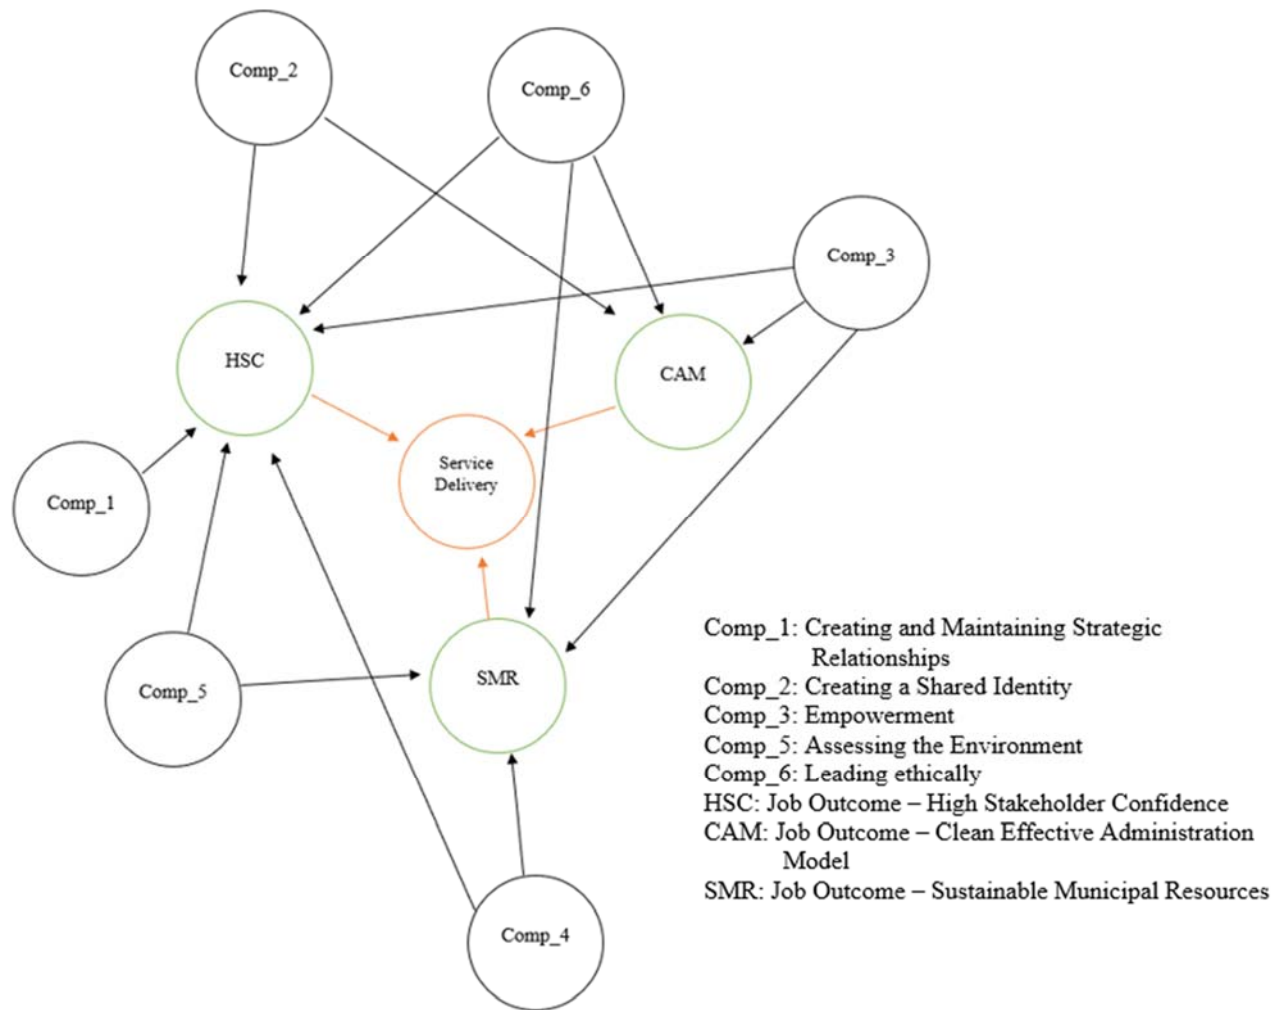 Comp_2
Comp_6
Comp_3
HSC
CAM
Service
Delivery
Comp_1
SMR
Comp_5
Comp_4
Comp_1: Creating and Maintaining Strategic
Relationships
Comp_2: Creating a Shared Identity
Comp_3: Empowerment
Comp_5: Assessing the Environment
Comp_6: Leading ethically
HSC: Job Outcome – High Stakeholder Confidence
CAM: Job Outcome – Clean Effective Administration
Model
SMR: Job Outcome – Sustainable Municipal Resources